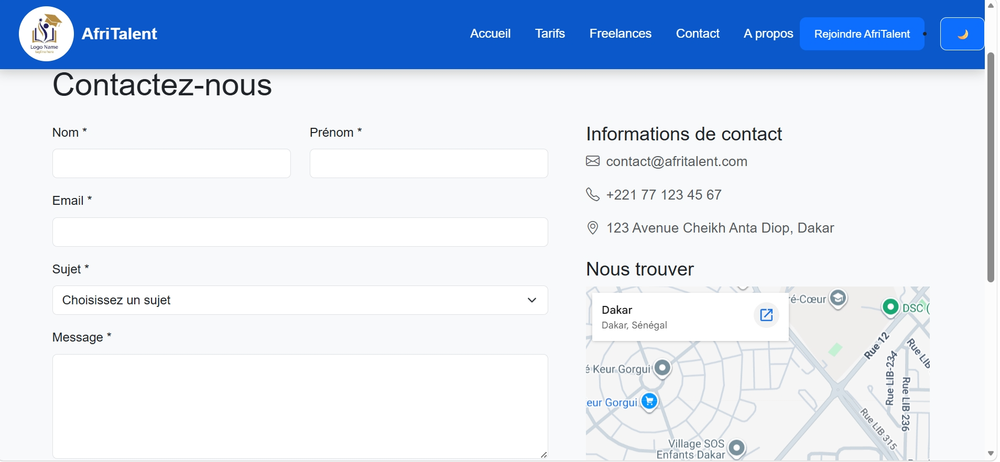 Logo Name
tagline here
AfriTalent
Accueil
Tarifs
Freelances
Contact
A propos
Rejoindre AfriTalent
Contactez-nous
Nom *
Prénom *
Email *
Sujet *
Choisissez un sujet
Message *
Informations de contact
contact@afritalent.com
+221 77 123 45 67
123 Avenue Cheikh Anta Diop, Dakar
Nous trouver
Dakar
Dakar, Sénégal
é-Cœur
DSC (
Rue 12
Rue LIB
Rue LIB-234
Rue LIB 236
Rue LIB 315
é Keur Gorgui
eur Gorgui
Village SOS
Enfants Dakar